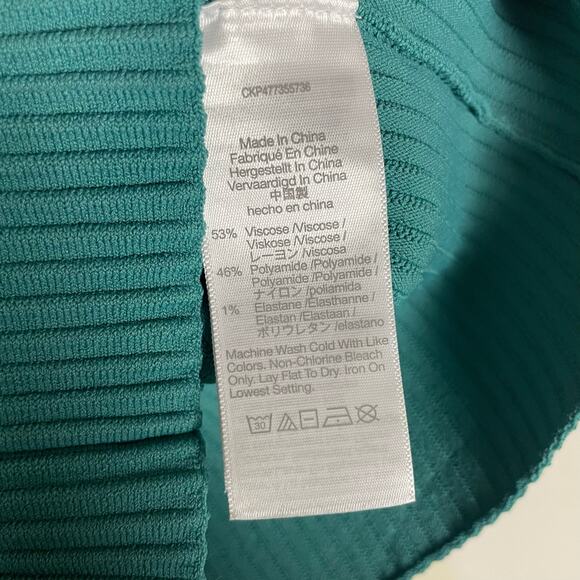 CKP477355736
Made In China
Fabriqué En Chine
Hergestellt In China
Vervaardigd In China
中国製
hecho en china
53% Viscose /Viscose /
Viskose /Viscose /
レーヨン /viscosa
46% Polyamide /Polyamide /
Polyamide /Polyamide /
ナイロン /poliamida
1% Elastane /Elasthanne /
Elastan /Elastaan /
ポリウレタン /elastano
Machine Wash Cold With Like
Colors. Non-Chlorine Bleach
Only. Lay Flat To Dry. Iron On
Lowest Setting.
30